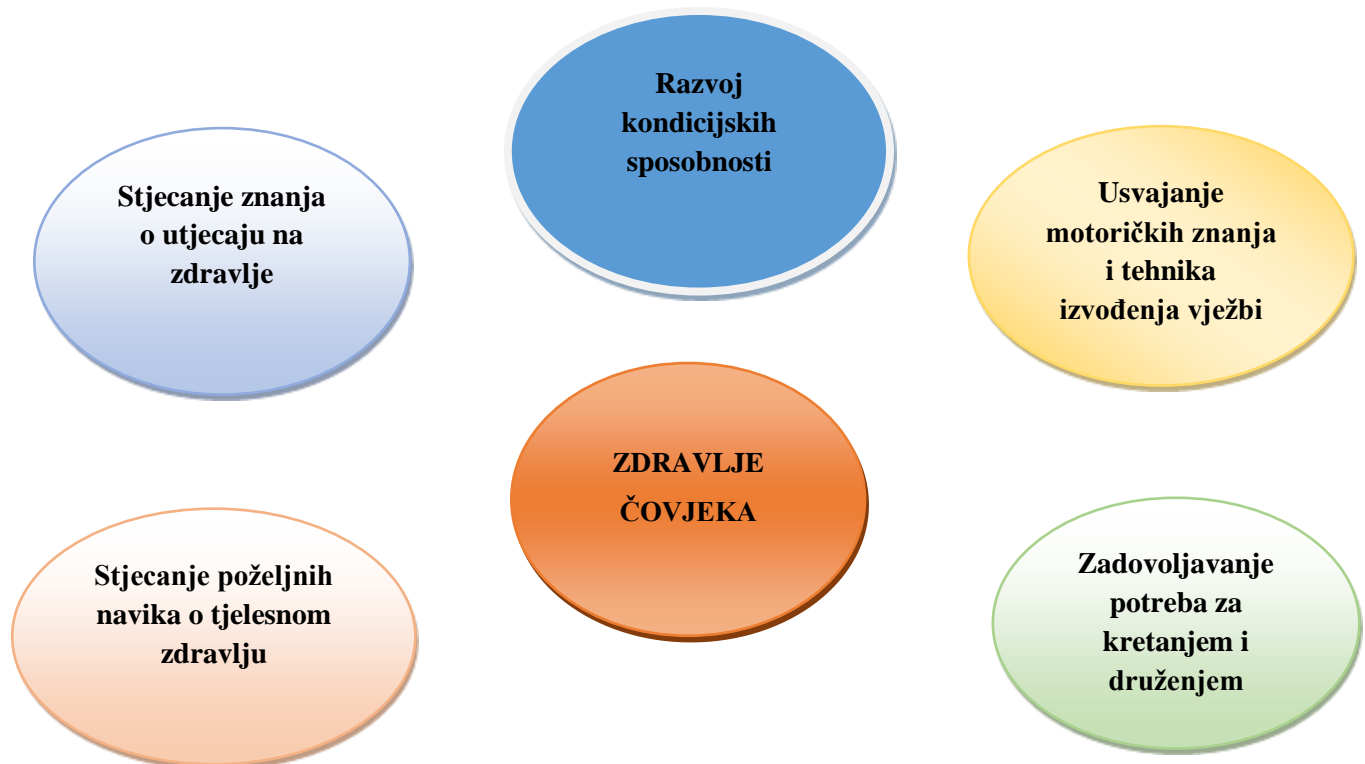 Razvoj
kondicijskih
sposobnosti
Stjecanje znanja
o utjecaju na
zdravlje
Usvajanje
motoričkih znanja
i tehnika
izvođenja vježbi
ZDRAVLJE
ČOVJEKA
Stjecanje poželjnih
navika o tjelesnom
zdravlju
Zadovoljavanje
potreba za
kretanjem i
druženjem